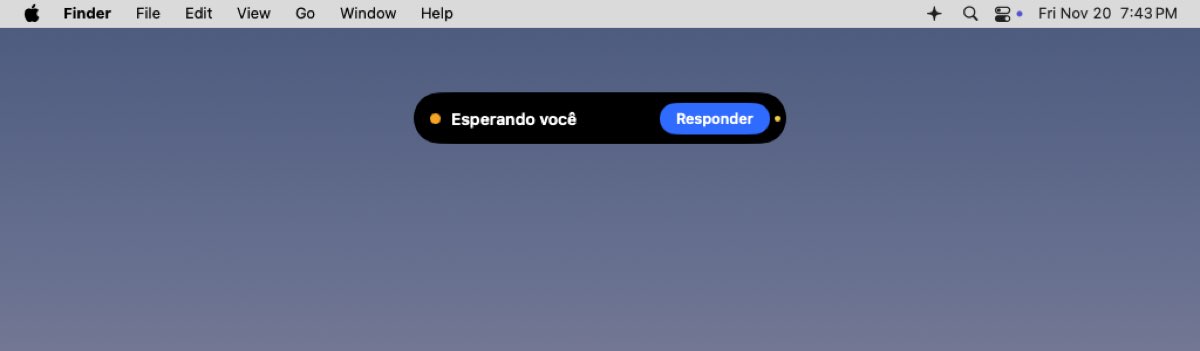 Finder File Edit View Go Window Help Fri Nov 20 7:43 PM
Esperando você Responder